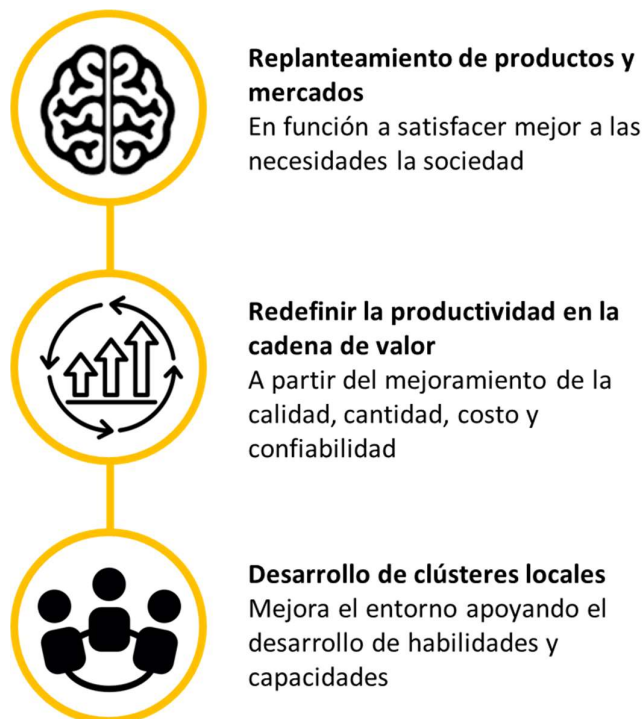 Replanteamiento de productos y
mercados
En función a satisfacer mejor a las
necesidades la sociedad
Redefinir la productividad en la
cadena de valor
A partir del mejoramiento de la
calidad, cantidad, costo y
confiabilidad
Desarrollo de clústeres locales
Mejora el entorno apoyando el
desarrollo de habilidades y
capacidades